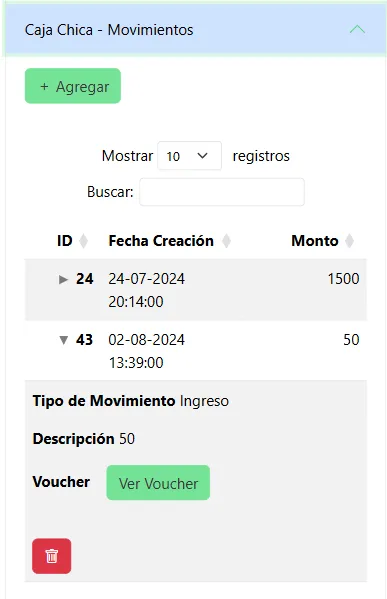 Caja Chica - Movimientos
+ Agregar
Mostrar 10 registros
Buscar:
ID Fecha Creación Monto
24 24-07-2024 1500
20:14:00
43 02-08-2024 50
13:39:00
Tipo de Movimiento Ingreso
Descripción 50
Voucher Ver Voucher